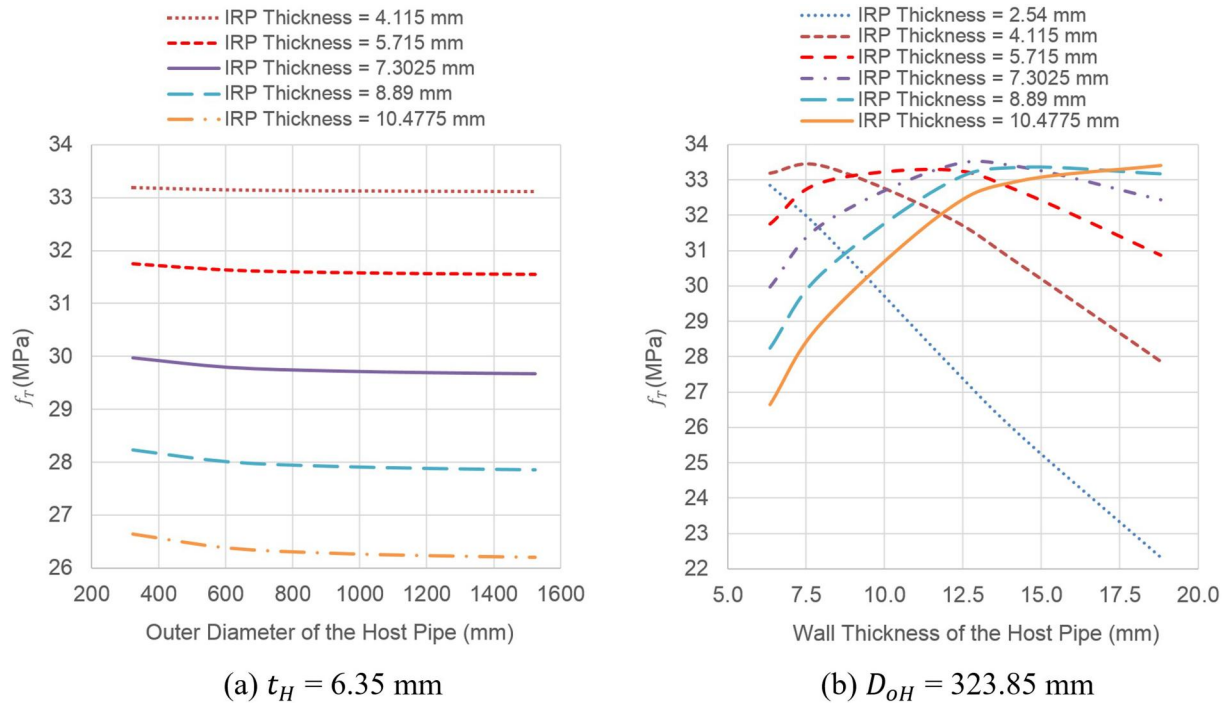 IRP Thickness = 4.115 mm
IRP Thickness = 5.715 mm
IRP Thickness = 7.3025 mm
IRP Thickness = 8.89 mm
IRP Thickness = 10.4775 mm
34
33
32
31
30
29
28
27
26
f_T (MPa)
200 400 600 800 1000 1200 1400 1600
Outer Diameter of the Host Pipe (mm)
(a) t_H = 6.35 mm
IRP Thickness = 2.54 mm
IRP Thickness = 4.115mm
IRP Thickness = 5.715 mm
IRP Thickness = 7.3025 mm
IRP Thickness = 8.89 mm
IRP Thickness = 10.4775 mm
34
33
32
31
30
29
28
27
26
25
24
23
22
f_T (MPa)
5.0 7.5 10.0 12.5 15.0 17.5 20.0
Wall Thickness of the Host Pipe (mm)
(b) D_oH = 323.85 mm